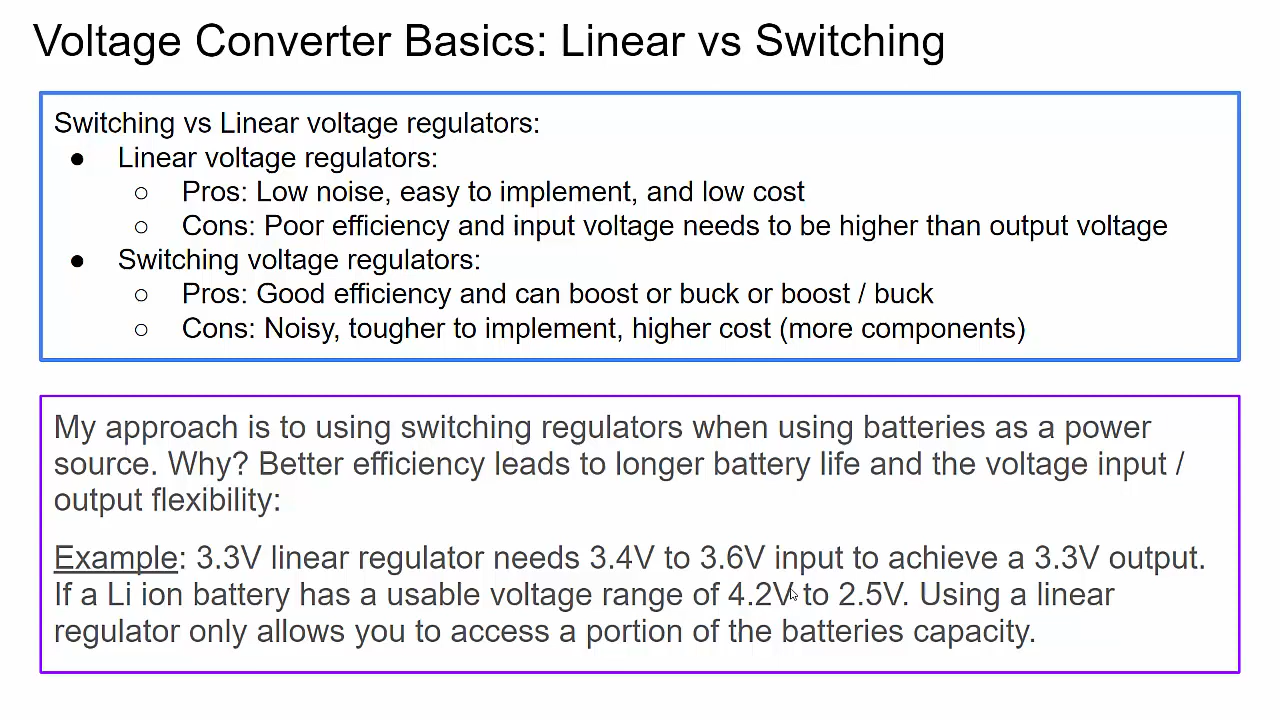 Voltage Converter Basics: Linear vs Switching
Switching vs Linear voltage regulators:
● Linear voltage regulators:
○ Pros: Low noise, easy to implement, and low cost
○ Cons: Poor efficiency and input voltage needs to be higher than output voltage
● Switching voltage regulators:
○ Pros: Good efficiency and can boost or buck or boost / buck
○ Cons: Noisy, tougher to implement, higher cost (more components)
My approach is to using switching regulators when using batteries as a power
source. Why? Better efficiency leads to longer battery life and the voltage input /
output flexibility:
Example: 3.3V linear regulator needs 3.4V to 3.6V input to achieve a 3.3V output.
If a Li ion battery has a usable voltage range of 4.2V to 2.5V. Using a linear
regulator only allows you to access a portion of the batteries capacity.